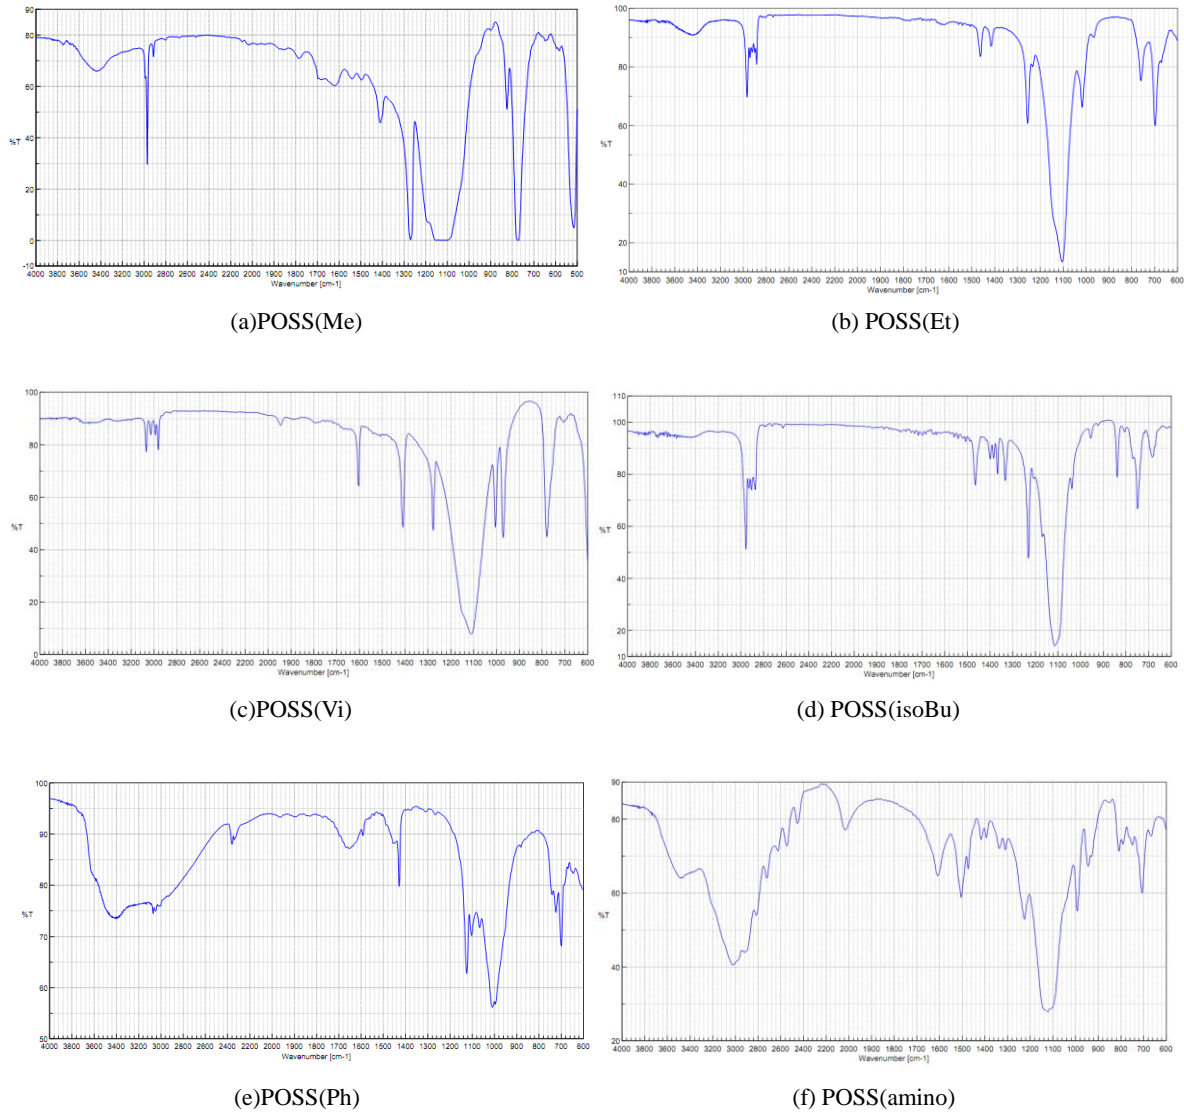 90
80
60
40
%T
20
0
-10
4000 3800 3600 3400 3200 3000 2800 2600 2400 2200 2000 1900 1800 1700 1600 1500 1400 1300 1200 1100 1000 900 800 700 600 500
Wavenumber [cm-1]
(a)POSS(Me)
100
80
60
%T
40
20
10
4000 3800 3600 3400 3200 3000 2800 2600 2400 2200 2000 1900 1800 1700 1600 1500 1400 1300 1200 1100 1000 900 800 700 600
Wavenumber [cm-1]
(b) POSS(Et)
100
80
60
%T
40
20
0
4000 3800 3600 3400 3200 3000 2800 2600 2400 2200 2000 1900 1800 1700 1600 1500 1400 1300 1200 1100 1000 900 800 700 600
Wavenumber [cm-1]
(c)POSS(Vi)
110
100
80
60
%T
40
20
10
4000 3800 3600 3400 3200 3000 2800 2600 2400 2200 2000 1900 1800 1700 1600 1500 1400 1300 1200 1100 1000 900 800 700 600
Wavenumber [cm-1]
(d) POSS(isoBu)
100
90
80
%T
70
60
50
4000 3800 3600 3400 3200 3000 2800 2600 2400 2200 2000 1900 1800 1700 1600 1500 1400 1300 1200 1100 1000 900 800 700 600
Wavenumber [cm-1]
(e)POSS(Ph)
90
80
60
%T
40
20
4000 3800 3600 3400 3200 3000 2800 2600 2400 2200 2000 1900 1800 1700 1600 1500 1400 1300 1200 1100 1000 900 800 700 600
Wavenumber [cm-1]
(f) POSS(amino)